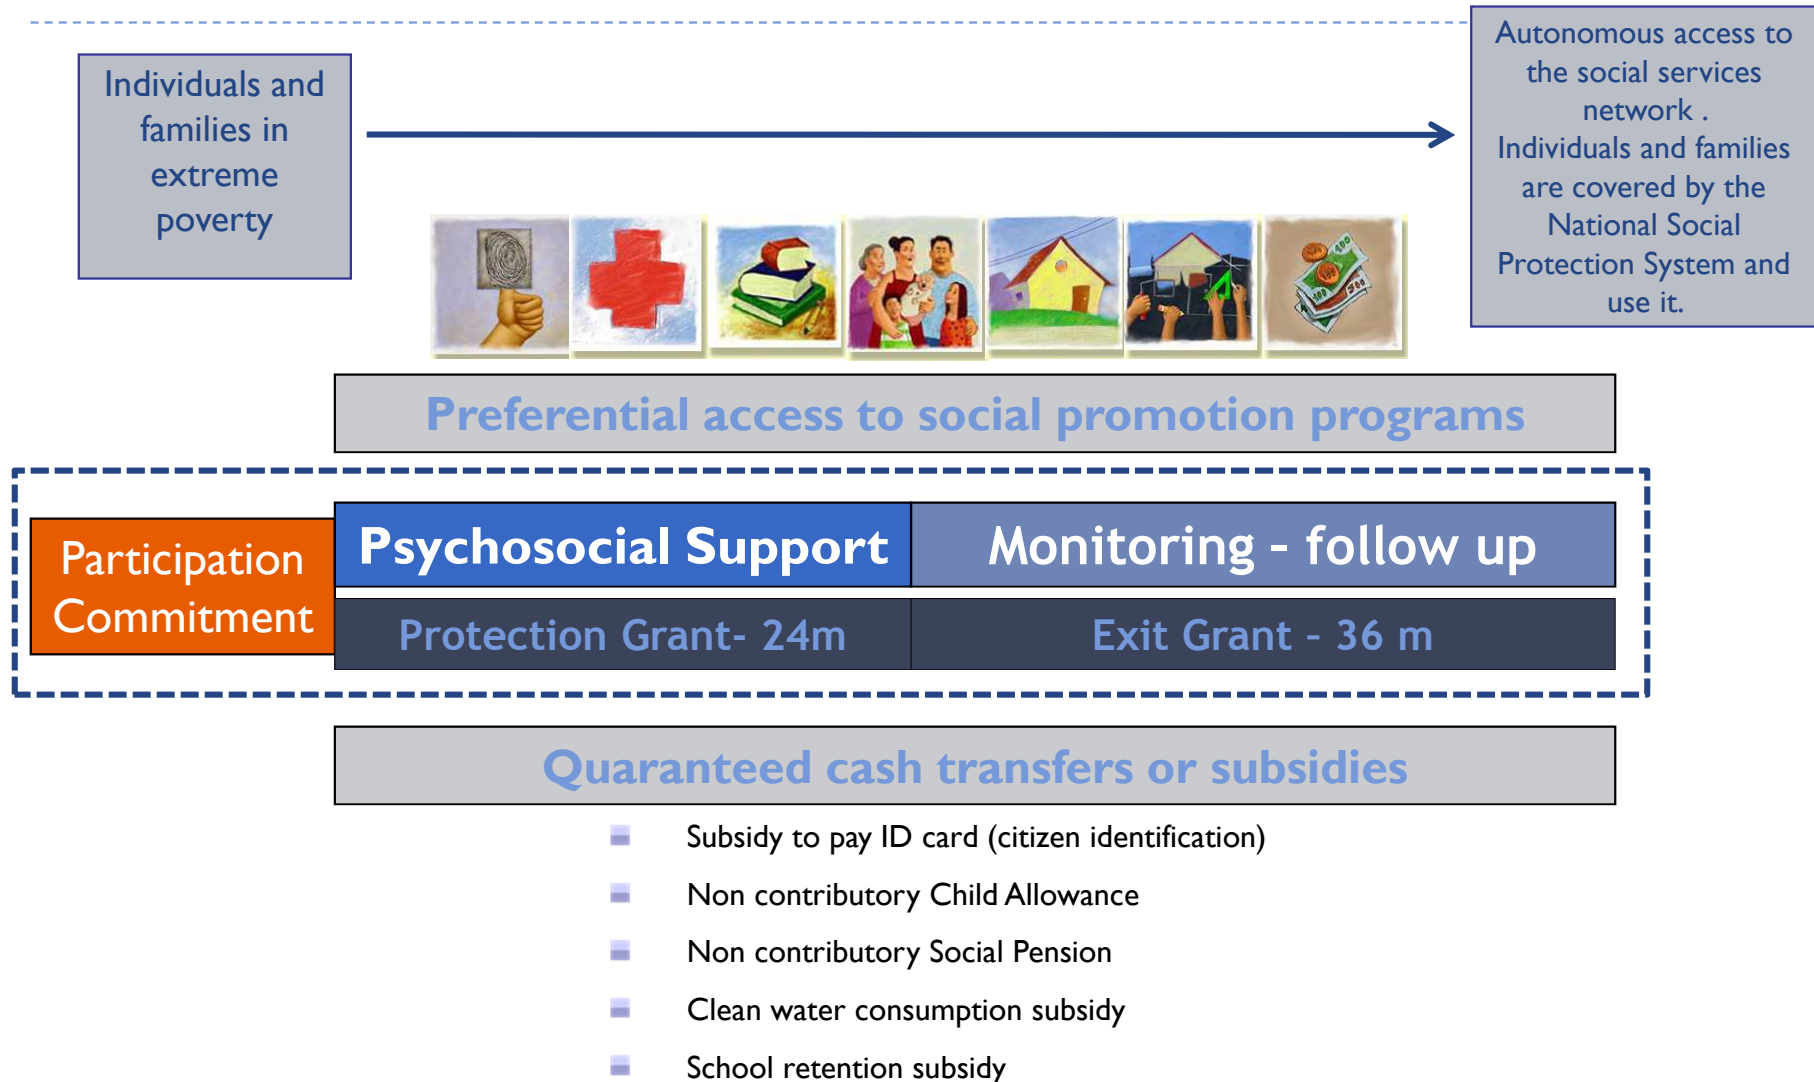 Individuals and
families in
extreme
poverty
Autonomous access to
the social services
network .
Individuals and families
are covered by the
National Social
Protection System and
use it.
100
100
500
Preferential access to social promotion programs
Participation
Commitment
Psychosocial Support
Monitoring - follow up
Protection Grant- 24m
Exit Grant – 36 m
Quaranteed cash transfers or subsidies
Subsidy to pay ID card (citizen identification)
Non contributory Child Allowance
Non contributory Social Pension
Clean water consumption subsidy
School retention subsidy